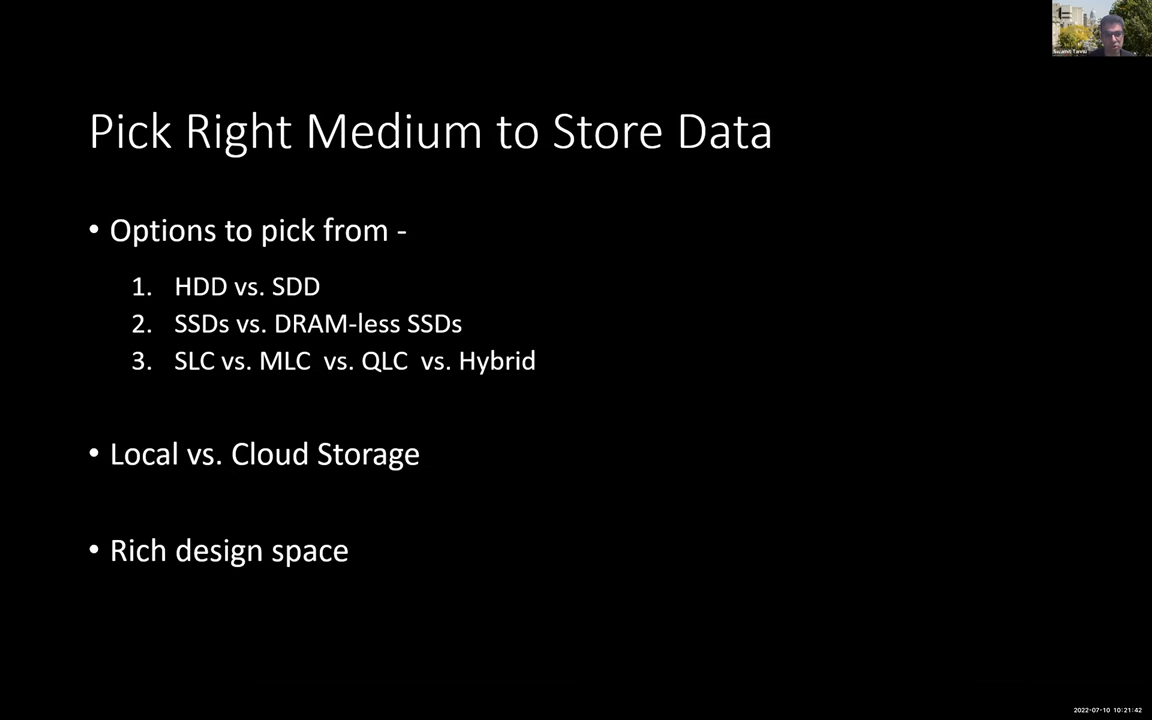 Pick Right Medium to Store Data
• Options to pick from -
1. HDD vs. SDD
2. SSDs vs. DRAM-less SSDs
3. SLC vs. MLC vs. QLC vs. Hybrid
• Local vs. Cloud Storage
• Rich design space
2022-07-10 10:21:42